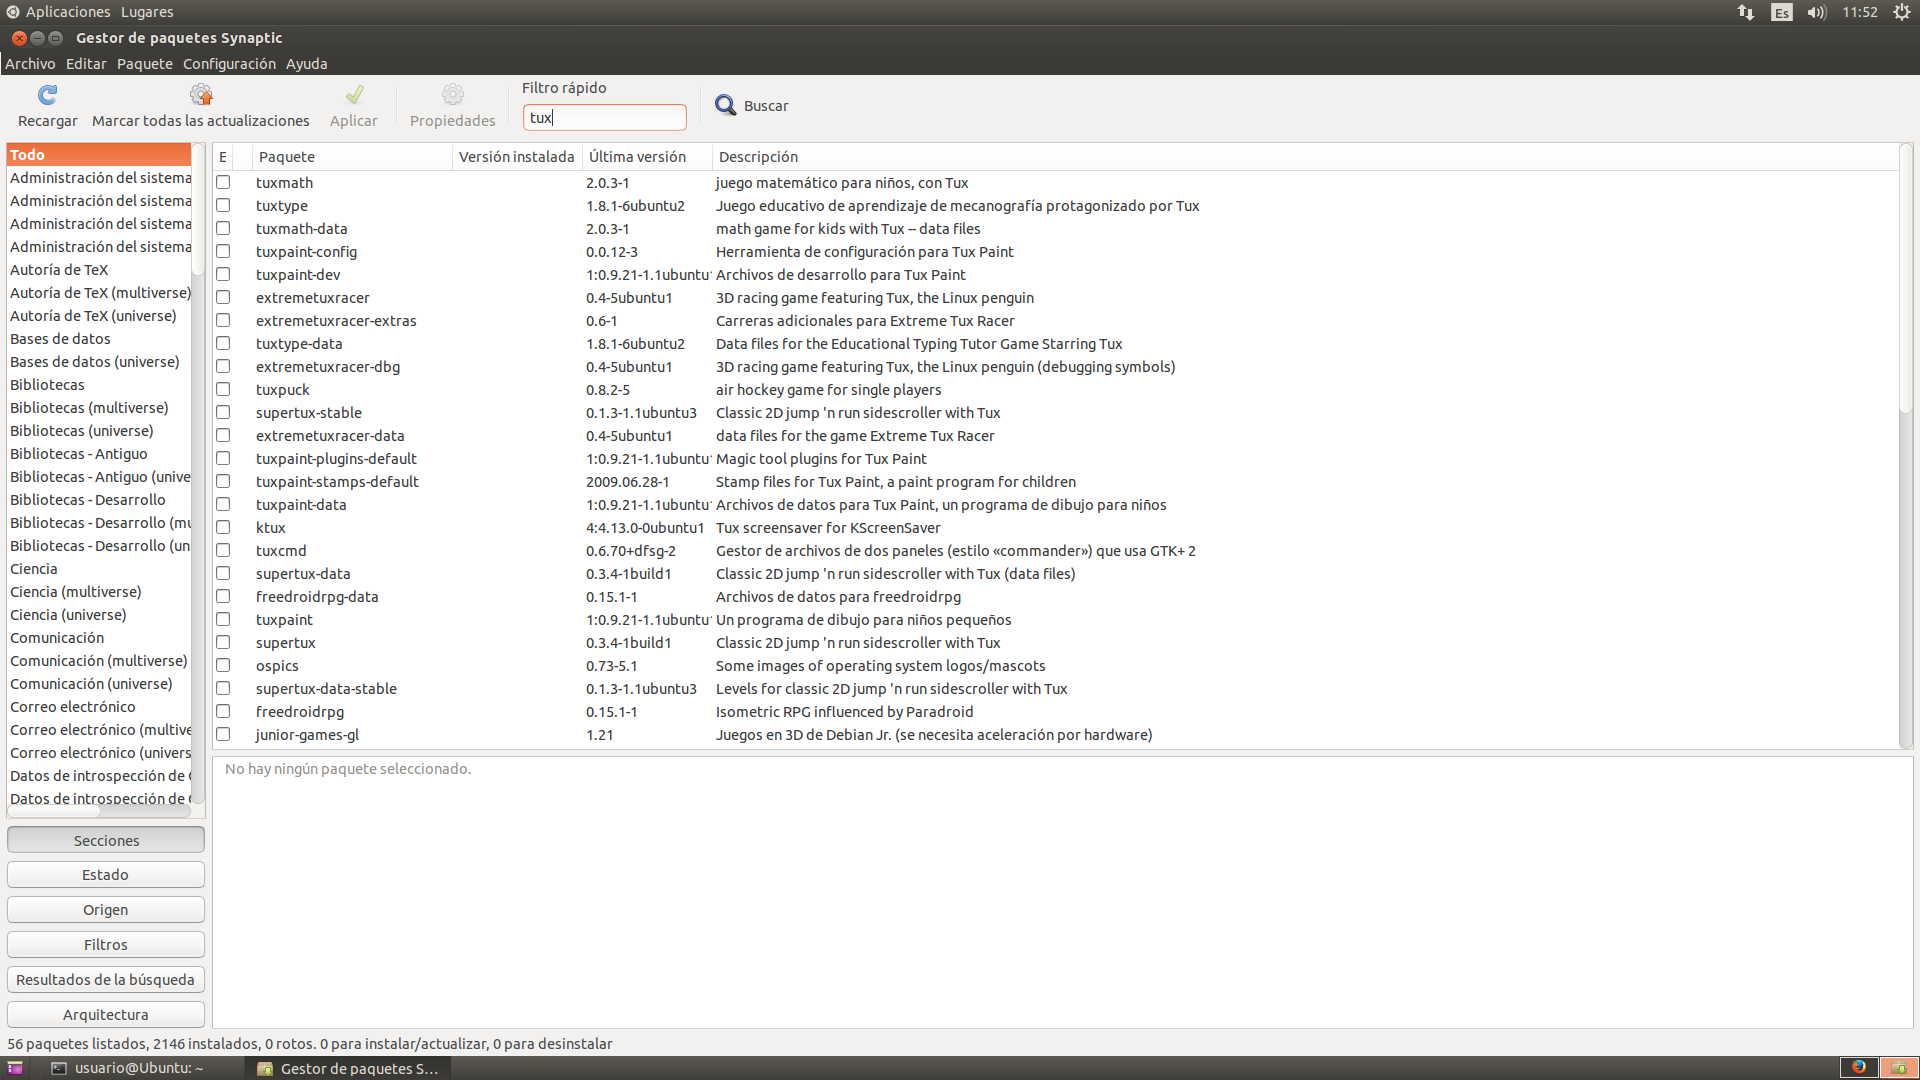 Aplicaciones Lugares
Es 11:52
Gestor de paquetes Synaptic
Archivo Editar Paquete Configuración Ayuda
Recargar Marcar todas las actualizaciones Aplicar Propiedades
Filtro rápido
tux
Buscar
Todo
Administración del sistema
Administración del sistema
Administración del sistema
Administración del sistema
Autoría de TeX
Autoría de TeX (multiverse)
Autoría de TeX (universe)
Bases de datos
Bases de datos (universe)
Bibliotecas
Bibliotecas (multiverse)
Bibliotecas (universe)
Bibliotecas - Antiguo
Bibliotecas - Antiguo (unive
Bibliotecas - Desarrollo
Bibliotecas - Desarrollo (mu
Bibliotecas - Desarrollo (un
Ciencia
Ciencia (multiverse)
Ciencia (universe)
Comunicación
Comunicación (multiverse)
Comunicación (universe)
Correo electrónico
Correo electrónico (multive
Correo electrónico (univers
Datos de introspección de
Datos de introspección de
Secciones
Estado
Origen
Filtros
Resultados de la búsqueda
Arquitectura
E Paquete Versión instalada Última versión Descripción
tuxmath 2.0.3-1 juego matemático para niños, con Tux
tuxtype 1.8.1-6ubuntu2 Juego educativo de aprendizaje de mecanografía protagonizado por Tux
tuxmath-data 2.0.3-1 math game for kids with Tux -- data files
tuxpaint-config 0.0.12-3 Herramienta de configuración para Tux Paint
tuxpaint-dev 1:0.9.21-1.1ubuntu Archivos de desarrollo para Tux Paint
extremetuxracer 0.4-5ubuntu1 3D racing game featuring Tux, the Linux penguin
extremetuxracer-extras 0.6-1 Carreras adicionales para Extreme Tux Racer
tuxtype-data 1.8.1-6ubuntu2 Data files for the Educational Typing Tutor Game Starring Tux
extremetuxracer-dbg 0.4-5ubuntu1 3D racing game featuring Tux, the Linux penguin (debugging symbols)
tuxpuck 0.8.2-5 air hockey game for single players
supertux-stable 0.1.3-1.1ubuntu3 Classic 2D jump 'n run sidescroller with Tux
extremetuxracer-data 0.4-5ubuntu1 data files for the game Extreme Tux Racer
tuxpaint-plugins-default 1:0.9.21-1.1ubuntu Magic tool plugins for Tux Paint
tuxpaint-stamps-default 2009.06.28-1 Stamp files for Tux Paint, a paint program for children
tuxpaint-data 1:0.9.21-1.1ubuntu Archivos de datos para Tux Paint, un programa de dibujo para niños
ktux 4:4.13.0-0ubuntu1 Tux screensaver for KScreenSaver
tuxcmd 0.6.70+dfsg-2 Gestor de archivos de dos paneles (estilo «commander») que usa GTK+ 2
supertux-data 0.3.4-1build1 Classic 2D jump 'n run sidescroller with Tux (data files)
freedroidrpg-data 0.15.1-1 Archivos de datos para freedroidrpg
tuxpaint 1:0.9.21-1.1ubuntu Un programa de dibujo para niños pequeños
supertux 0.3.4-1build1 Classic 2D jump 'n run sidescroller with Tux
ospics 0.73-5.1 Some images of operating system logos/mascots
supertux-data-stable 0.1.3-1.1ubuntu3 Levels for classic 2D jump 'n run sidescroller with Tux
freedroidrpg 0.15.1-1 Isometric RPG influenced by Paradroid
junior-games-gl 1.21 Juegos en 3D de Debian Jr. (se necesita aceleración por hardware)
No hay ningún paquete seleccionado.
56 paquetes listados, 2146 instalados, 0 rotos. 0 para instalar/actualizar, 0 para desinstalar
usuario@Ubuntu: ~ Gestor de paquetes S...